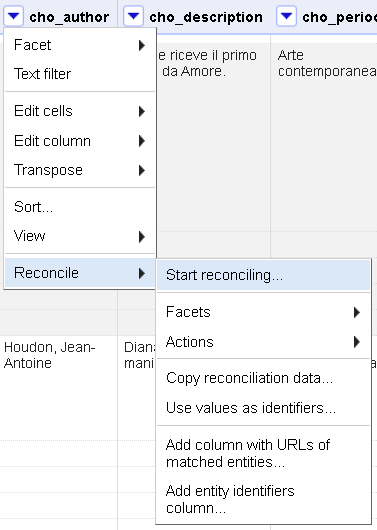 cho_author cho_description cho_perio
Facet
Text filter
Edit cells
Edit column
Transpose
Sort...
View
Reconcile
e riceve il primo
da Amore.
Arte
contemporanea
Start reconciling...
Facets
Actions
Copy reconciliation data...
Use values as identifiers...
Add column with URLs of
matched entities...
Add entity identifiers
column...
Houdon, Jean-
Antoine
Diana
mani